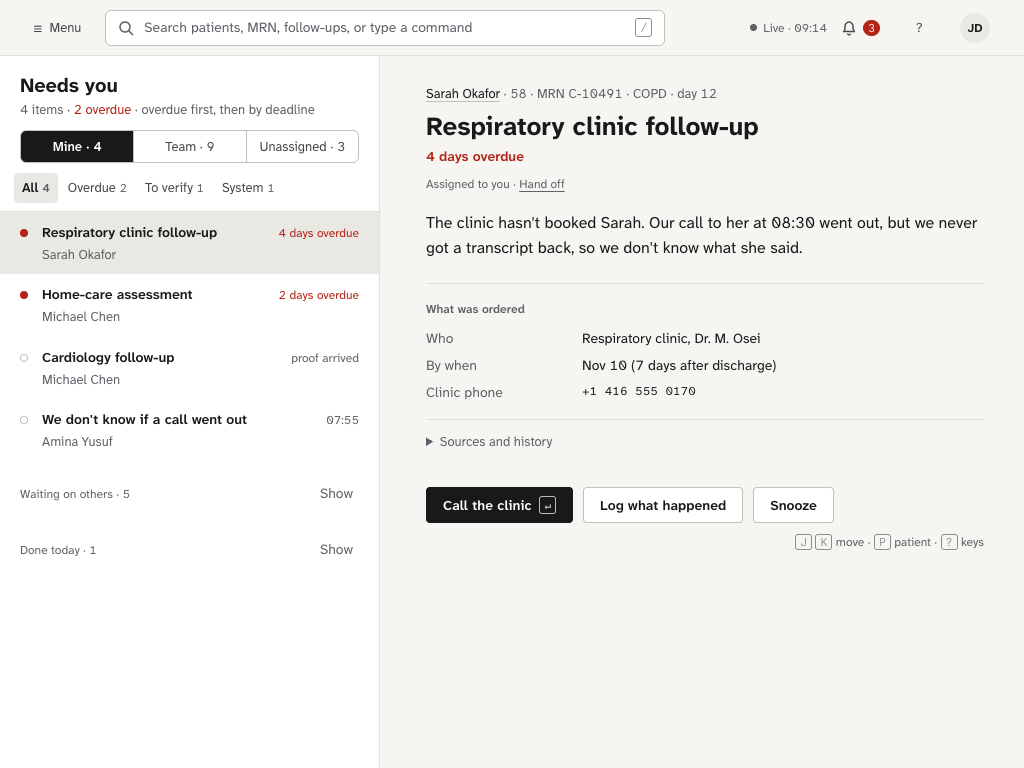 ≡ Menu
Search patients, MRN, follow-ups, or type a command /
Live · 09:14
3
?
JD
Needs you
4 items · 2 overdue · overdue first, then by deadline
Mine · 4 Team · 9 Unassigned · 3
All 4 Overdue 2 To verify 1 System 1
Respiratory clinic follow-up 4 days overdue
Sarah Okafor
Home-care assessment 2 days overdue
Michael Chen
Cardiology follow-up proof arrived
Michael Chen
We don't know if a call went out 07:55
Amina Yusuf
Waiting on others · 5 Show
Done today · 1 Show
Sarah Okafor · 58 · MRN C-10491 · COPD · day 12
Respiratory clinic follow-up
4 days overdue
Assigned to you · Hand off
The clinic hasn't booked Sarah. Our call to her at 08:30 went out, but we never
got a transcript back, so we don't know what she said.
What was ordered
Who Respiratory clinic, Dr. M. Osei
By when Nov 10 (7 days after discharge)
Clinic phone +1 416 555 0170
▶ Sources and history
Call the clinic ↵ Log what happened Snooze
J K move · P patient · ? keys